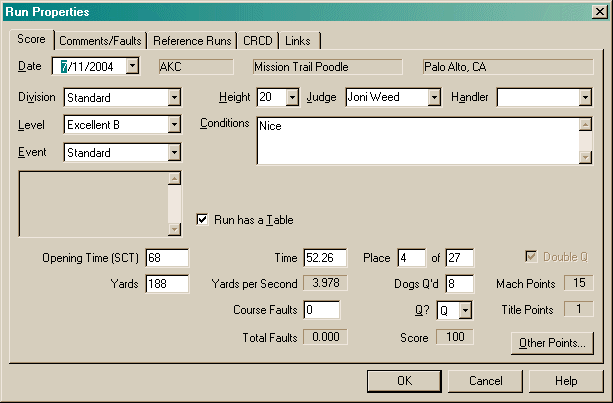 Run Properties
Score Comments/Faults Reference Runs CRCD Links
Date 7/11/2004 AKC Mission Trail Poodle Palo Alto, CA
Division Standard Height 20 Judge Joni Weed Handler
Level Excellent B Conditions Nice
Event Standard
Run has a Table
Opening Time (SCT) 68 Time 52.26 Place 4 of 27 Double Q
Yards 188 Yards per Second 3.978 Dogs Q'd 8 Mach Points 15
Course Faults 0 Q? Q Title Points 1
Total Faults 0.000 Score 100 Other Points...
OK Cancel Help